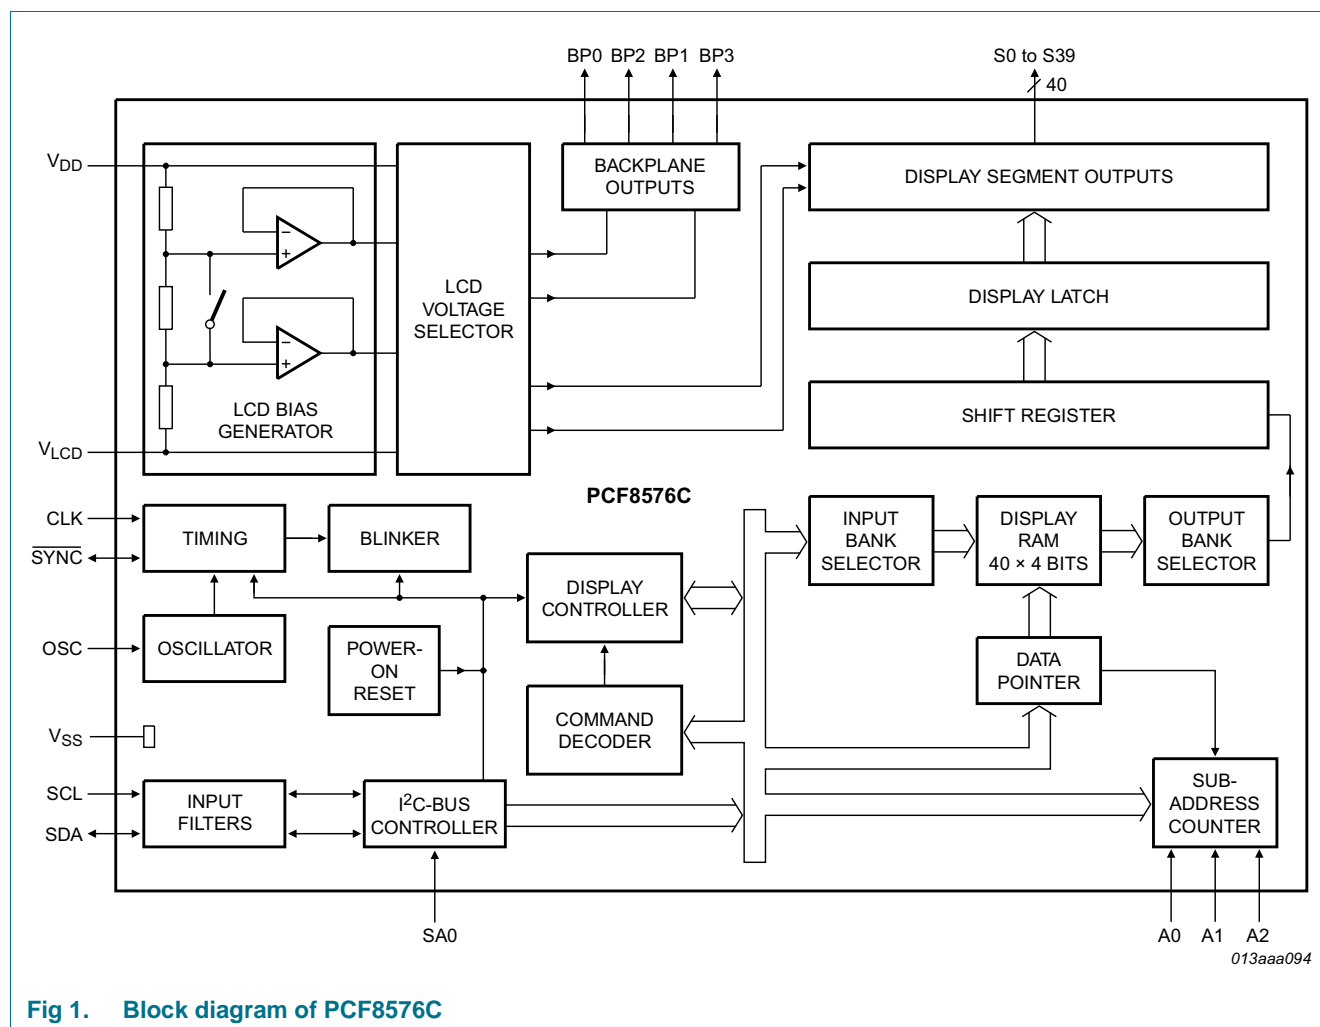 BP0 BP2 BP1 BP3
S0 to S39
40
VDD
BACKPLANE
OUTPUTS
DISPLAY SEGMENT OUTPUTS
−
+
LCD
VOLTAGE
SELECTOR
DISPLAY LATCH
−
+
LCD BIAS
GENERATOR
SHIFT REGISTER
VLCD
PCF8576C
CLK
SYNC
TIMING
BLINKER
INPUT
BANK
SELECTOR
DISPLAY
RAM
40 × 4 BITS
OUTPUT
BANK
SELECTOR
DISPLAY
CONTROLLER
OSC
OSCILLATOR
POWER-
ON
RESET
DATA
POINTER
COMMAND
DECODER
VSS
SCL
SDA
INPUT
FILTERS
I2C-BUS
CONTROLLER
SUB-
ADDRESS
COUNTER
SA0
A0 A1 A2
013aaa094
Fig 1. Block diagram of PCF8576C